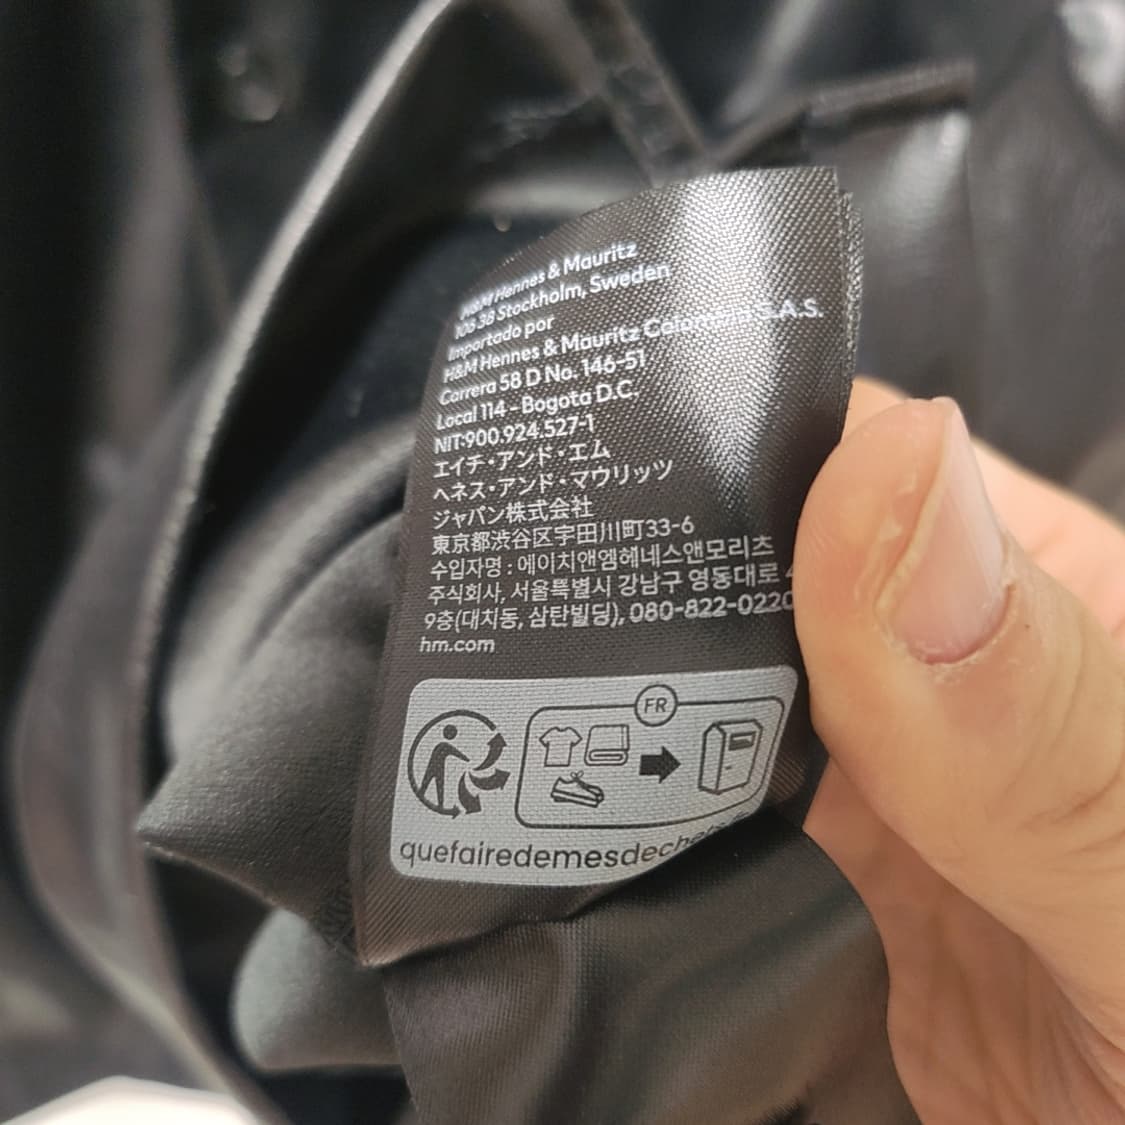 H&M Hennes & Mauritz
106 38 Stockholm, Sweden
Importado por
H&M Hennes & Mauritz Colombia S.A.S.
Carrera 58 D No. 146-51
Local 114 - Bogota D.C.
NIT:900.924.527-1
エイチ・アンド・エム
ヘネス・アンド・マウリッツ
ジャパン株式会社
東京都渋谷区宇田川町33-6
수입자명 : 에이치앤엠헤네스앤모리츠
주식회사, 서울특별시 강남구 영동대로
9층(대치동, 삼탄빌딩), 080-822-0220
hm.com
FR